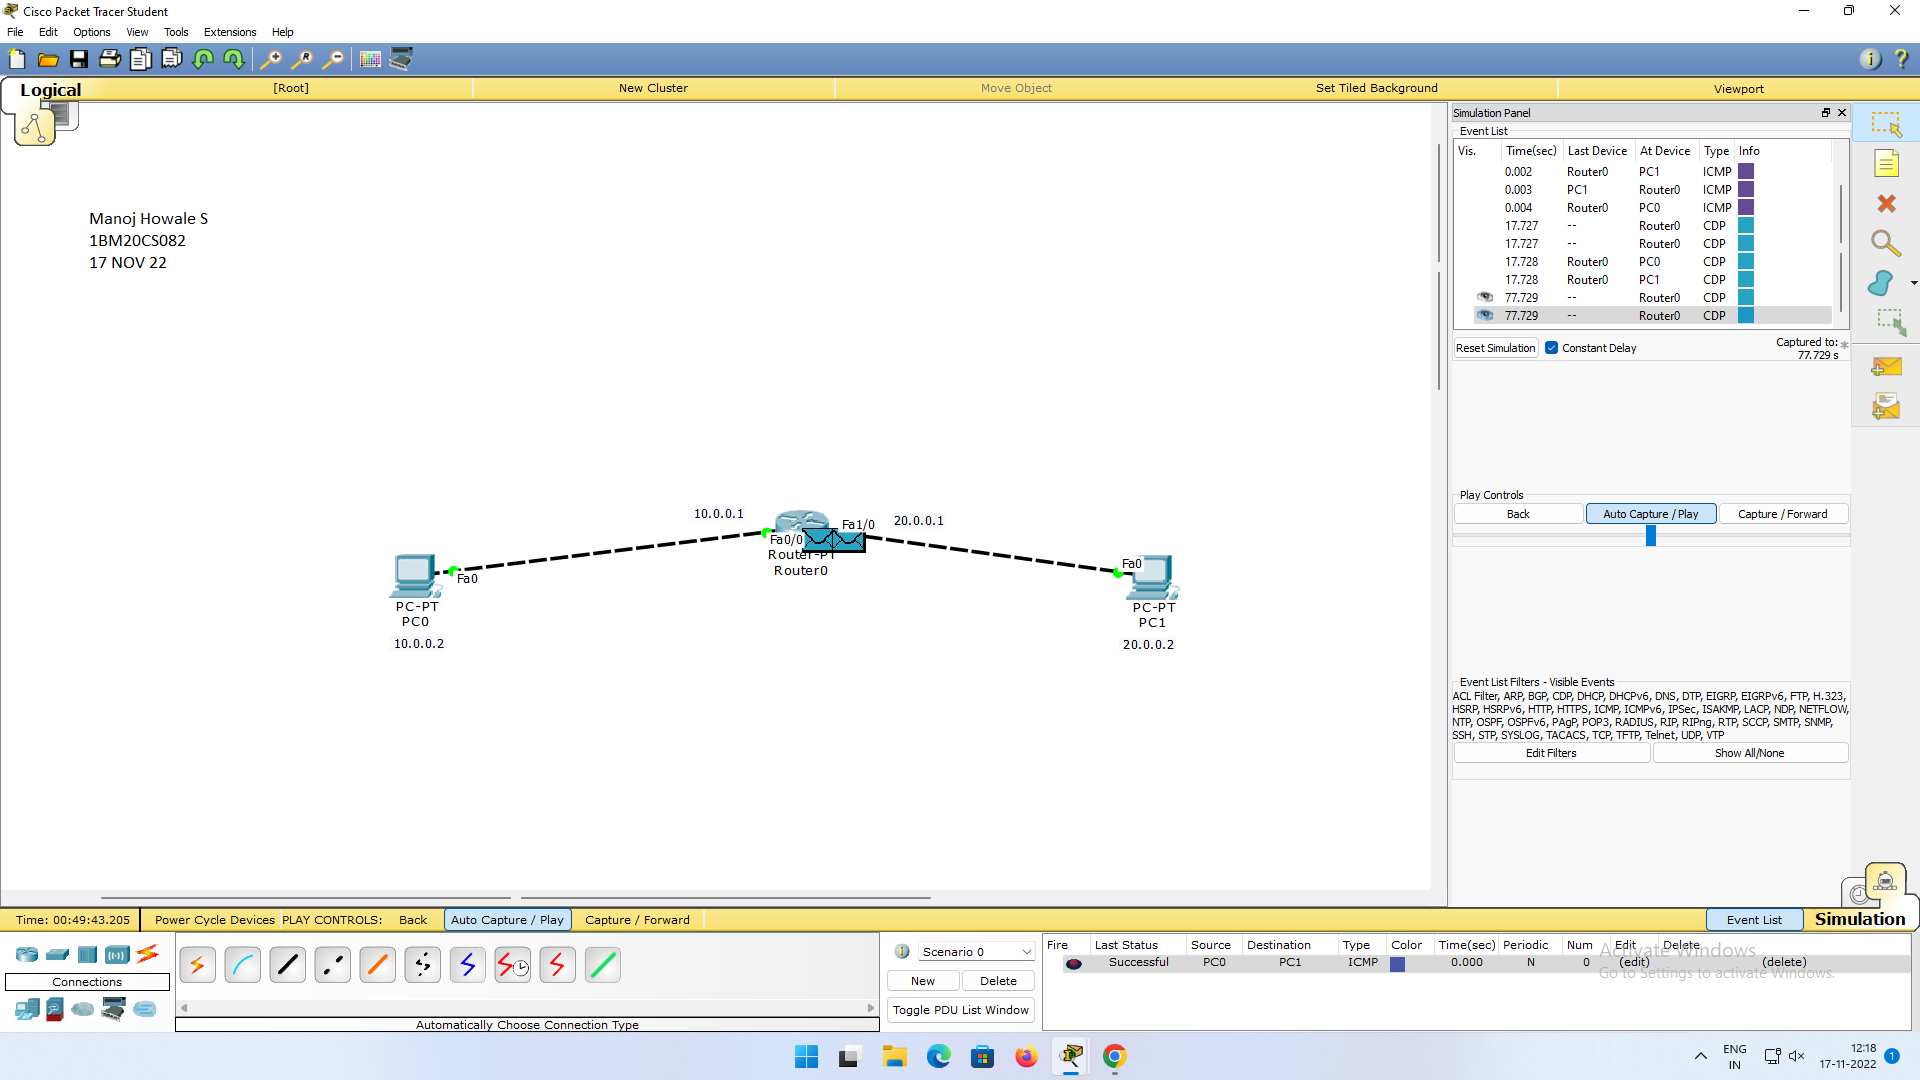 Cisco Packet Tracer Student
File Edit Options View Tools Extensions Help
Logical [Root] New Cluster Move Object Set Tiled Background Viewport
Manoj Howale S
1BM20CS082
17 NOV 22
10.0.0.1
Fa1/0
20.0.0.1
Fa0/0
Router-PT
Router0
Fa0
PC-PT
PC0
10.0.0.2
Fa0
PC-PT
PC1
20.0.0.2
Simulation Panel
Event List
Vis. Time(sec) Last Device At Device Type Info
0.002 Router0 PC1 ICMP
0.003 PC1 Router0 ICMP
0.004 Router0 PC0 ICMP
17.727 -- Router0 CDP
17.727 -- Router0 CDP
17.728 Router0 PC0 CDP
17.728 Router0 PC1 CDP
77.729 -- Router0 CDP
77.729 -- Router0 CDP
Reset Simulation Constant Delay Captured to: *
77.729 s
Play Controls
Back Auto Capture / Play Capture / Forward
Event List Filters - Visible Events
ACL Filter, ARP, BGP, CDP, DHCP, DHCPv6, DNS, DTP, EIGRP, EIGRPv6, FTP, H.323,
HSRP, HSRPv6, HTTP, HTTPS, ICMP, ICMPv6, IPSec, ISAKMP, LACP, NDP, NETFLOW,
NTP, OSPF, OSPFv6, PAgP, POP3, RADIUS, RIP, RIPng, RTP, SCCP, SMTP, SNMP,
SSH, STP, SYSLOG, TACACS, TCP, TFTP, Telnet, UDP, VTP
Edit Filters Show All/None
Time: 00:49:43.205 Power Cycle Devices PLAY CONTROLS: Back Auto Capture / Play Capture / Forward Event List Simulation
Connections
Automatically Choose Connection Type
Scenario 0
New Delete
Toggle PDU List Window
Fire Last Status Source Destination Type Color Time(sec) Periodic Num Edit Delete
Successful PC0 PC1 ICMP 0.000 N 0 (edit) (delete)
Activate Windows
Go to Settings to activate Windows.
ENG
IN
12:18
17-11-2022
1